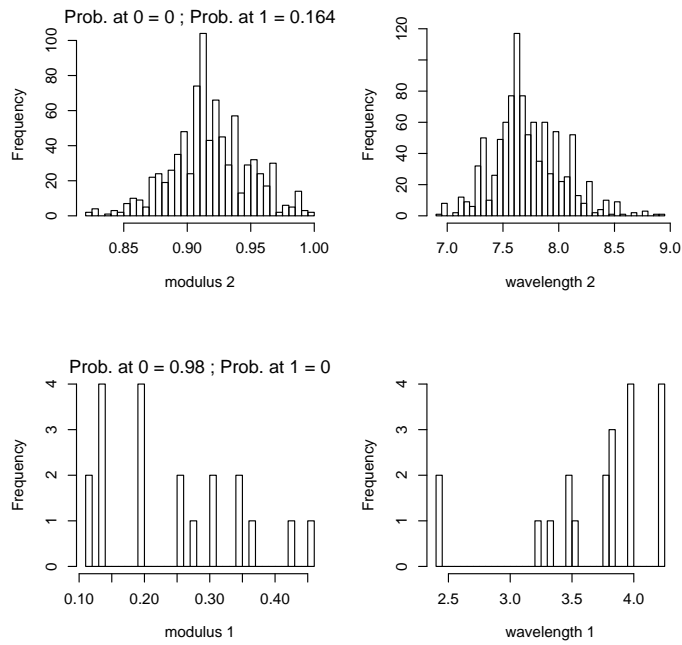 Prob. at 0 = 0 ; Prob. at 1 = 0.164
Frequency
0 20 40 60 80 100
0.85 0.90 0.95 1.00
modulus 2
Frequency
0 20 40 60 80 120
7.0 7.5 8.0 8.5 9.0
wavelength 2
Prob. at 0 = 0.98 ; Prob. at 1 = 0
Frequency
0 1 2 3 4
0.10 0.20 0.30 0.40
modulus 1
Frequency
0 1 2 3 4
2.5 3.0 3.5 4.0
wavelength 1